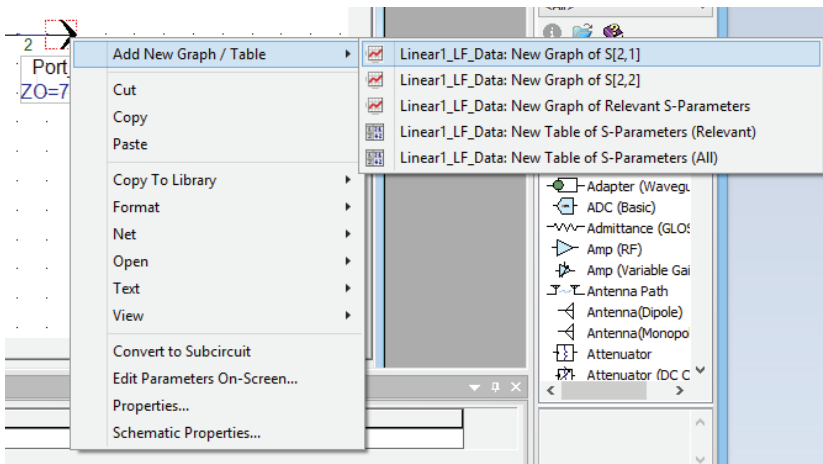 <All>
2
Port_
ZO=7
Add New Graph / Table
Cut
Copy
Paste
Copy To Library
Format
Net
Open
Text
View
Convert to Subcircuit
Edit Parameters On-Screen...
Properties...
Schematic Properties...
Linear1_LF_Data: New Graph of S[2,1]
Linear1_LF_Data: New Graph of S[2,2]
Linear1_LF_Data: New Graph of Relevant S-Parameters
Linear1_LF_Data: New Table of S-Parameters (Relevant)
Linear1_LF_Data: New Table of S-Parameters (All)
Adapter (Wavegu
ADC (Basic)
Admittance (GLOS
Amp (RF)
Amp (Variable Gai
Antenna Path
Antenna(Dipole)
Antenna(Monopo
Attenuator
Attenuator (DC C